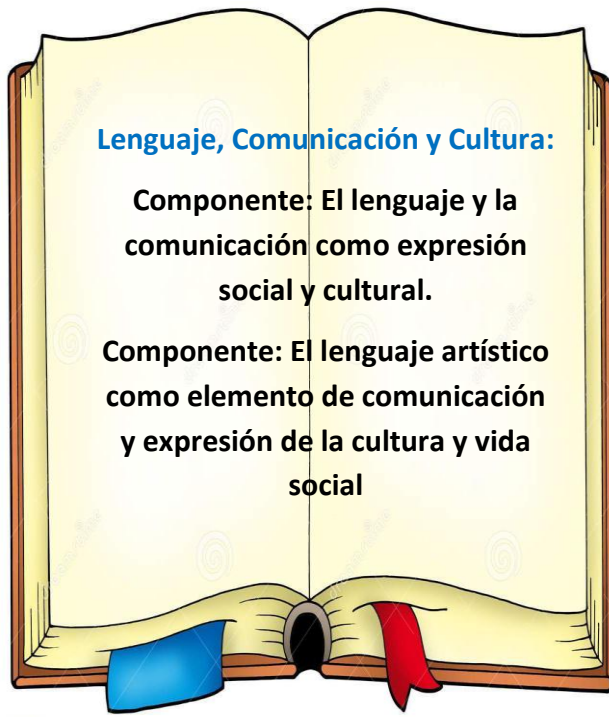 Lenguaje, Comunicación y Cultura:
Componente: El lenguaje y la
comunicación como expresión
social y cultural.
Componente: El lenguaje artístico
como elemento de comunicación
y expresión de la cultura y vida
social